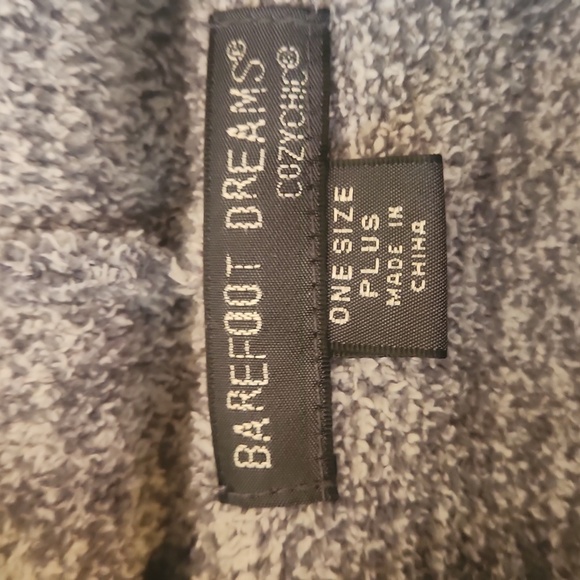 BAREFOOT DREAMS®
COZYCHIC®
ONE SIZE
PLUS
MADE IN
CHINA